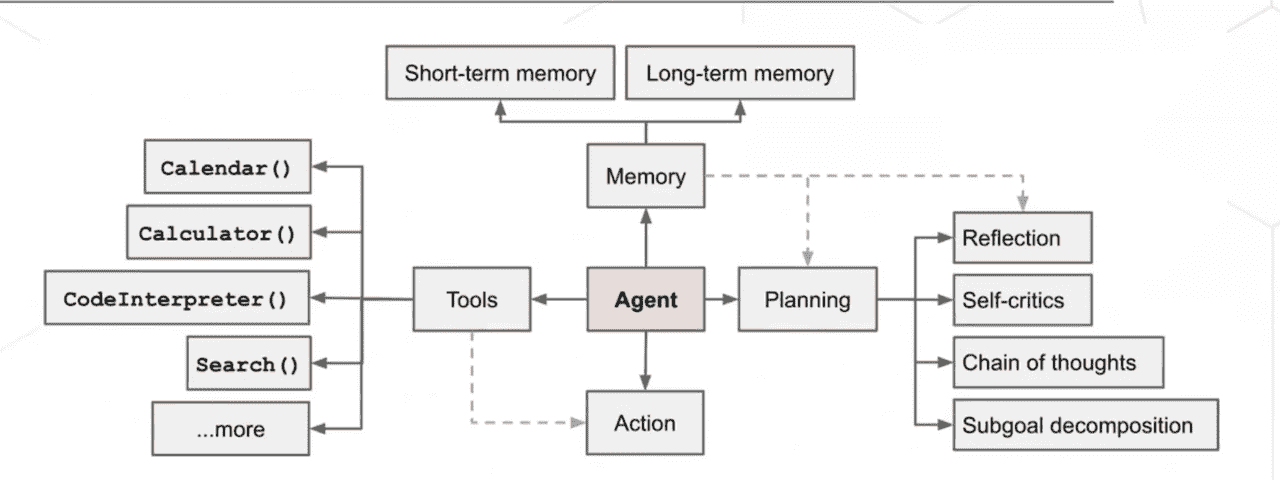 Short-term memory
Long-term memory
Calendar()
Memory
Calculator()
Reflection
CodeInterpreter()
Tools
Agent
Planning
Self-critics
Search()
Chain of thoughts
...more
Action
Subgoal decomposition